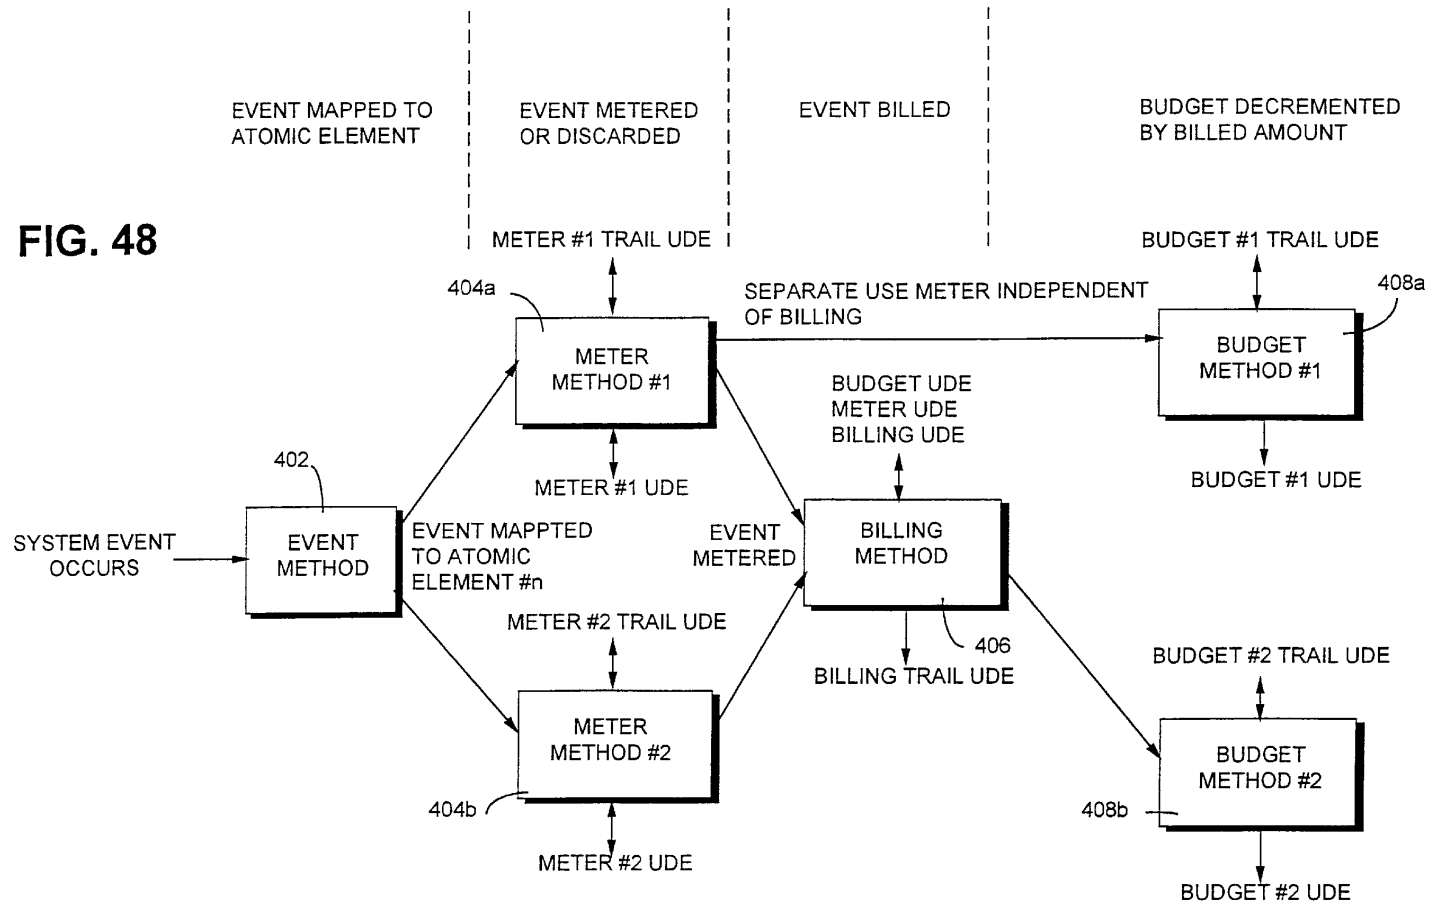 EVENT MAPPED TO
ATOMIC ELEMENT
EVENT METERED
OR DISCARDED
EVENT BILLED
BUDGET DECREMENTED
BY BILLED AMOUNT
FIG. 48
METER #1 TRAIL UDE
404a
METER
METHOD #1
METER #1 UDE
SEPARATE USE METER INDEPENDENT
OF BILLING
BUDGET #1 TRAIL UDE
408a
BUDGET
METHOD #1
BUDGET #1 UDE
BUDGET UDE
METER UDE
BILLING UDE
402
SYSTEM EVENT
OCCURS
EVENT
METHOD
EVENT MAPPTED
TO ATOMIC
ELEMENT #n
EVENT
METERED
BILLING
METHOD
406
BILLING TRAIL UDE
METER #2 TRAIL UDE
METER
METHOD #2
404b
METER #2 UDE
BUDGET #2 TRAIL UDE
BUDGET
METHOD #2
408b
BUDGET #2 UDE